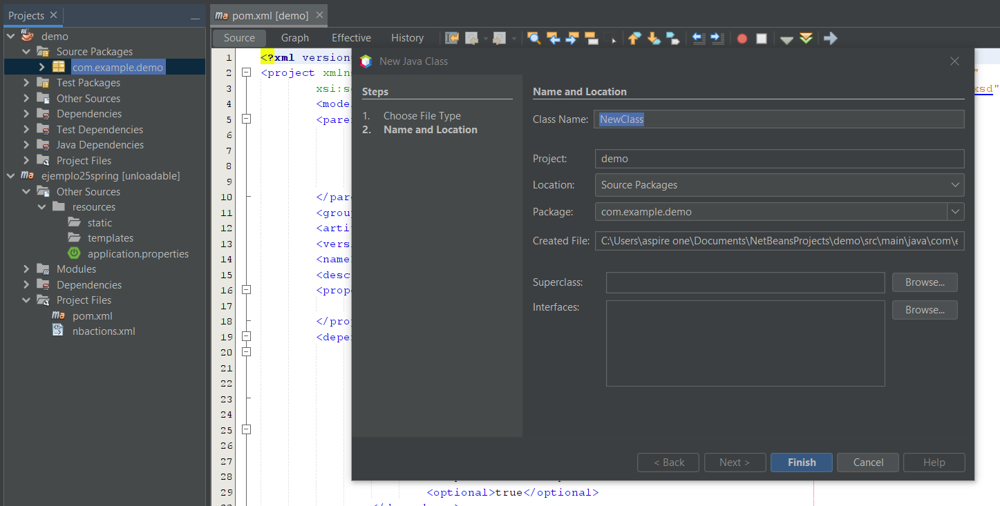 Projects
demo
Source Packages
com.example.demo
Test Packages
Other Sources
Dependencies
Test Dependencies
Java Dependencies
Project Files
ejemplo25spring [unloadable]
Other Sources
resources
static
templates
application.properties
Modules
Dependencies
Project Files
pom.xml
nbactions.xml
pom.xml [demo]
Source Graph Effective History
1 <?xml version
2 <project xmlns "
3 xsi:s xsd"
4 <mode
5 <pare
6
7
8
9
10 </pare
11 <grou
12 <arti
13 <vers
14 <name
15 <desc
16 <prop
17
18 </prop
19 <depe
20
21
22
23
24
25
26
27
28
29 <optional>true</optional>
New Java Class
Steps
1. Choose File Type
2. Name and Location
Name and Location
Class Name: NewClass
Project: demo
Location: Source Packages
Package: com.example.demo
Created File: C:\Users\aspire one\Documents\NetBeansProjects\demo\src\main\java\com\e
Superclass: Browse...
Interfaces: Browse...
< Back Next > Finish Cancel Help